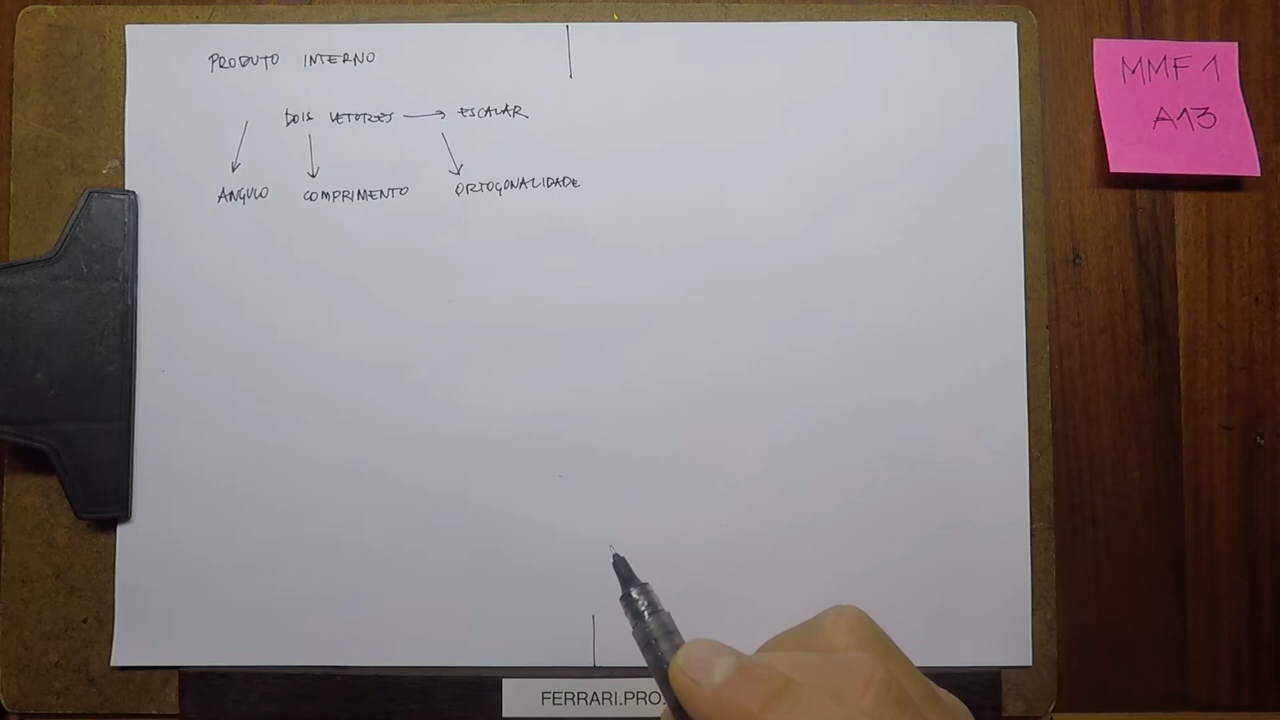 PRODUTO INTERNO
DOIS VETORES → ESCALAR
ANGULO COMPRIMENTO ORTOGONALIDADE
MMF 1
A13
FERRARI.PRO.